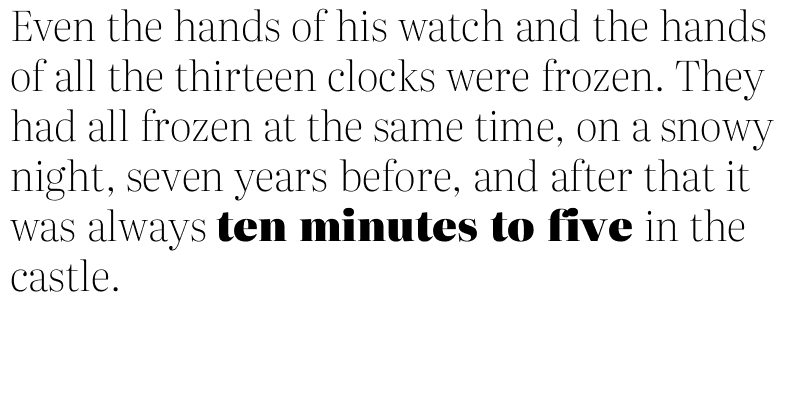 Even the hands of his watch and the hands
of all the thirteen clocks were frozen. They
had all frozen at the same time, on a snowy
night, seven years before, and after that it
was always ten minutes to five in the
castle.